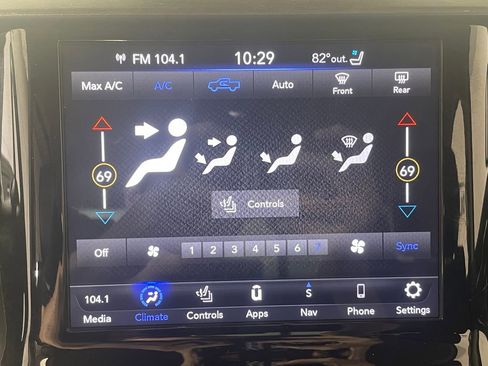 FM 104.1 10:29 82°out.
Max A/C A/C Auto Front Rear
69 69
Controls
Off 1 2 3 4 5 6 7 Sync
104.1 S
Media Climate Controls Apps Nav Phone Settings